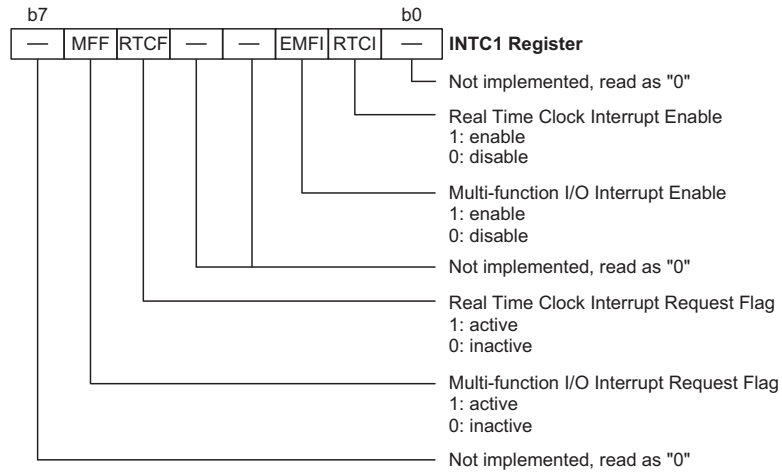 b7 b0
— MFF RTCF — — EMFI RTCI — INTC1 Register
Not implemented, read as "0"
Real Time Clock Interrupt Enable
1: enable
0: disable
Multi-function I/O Interrupt Enable
1: enable
0: disable
Not implemented, read as "0"
Real Time Clock Interrupt Request Flag
1: active
0: inactive
Multi-function I/O Interrupt Request Flag
1: active
0: inactive
Not implemented, read as "0"